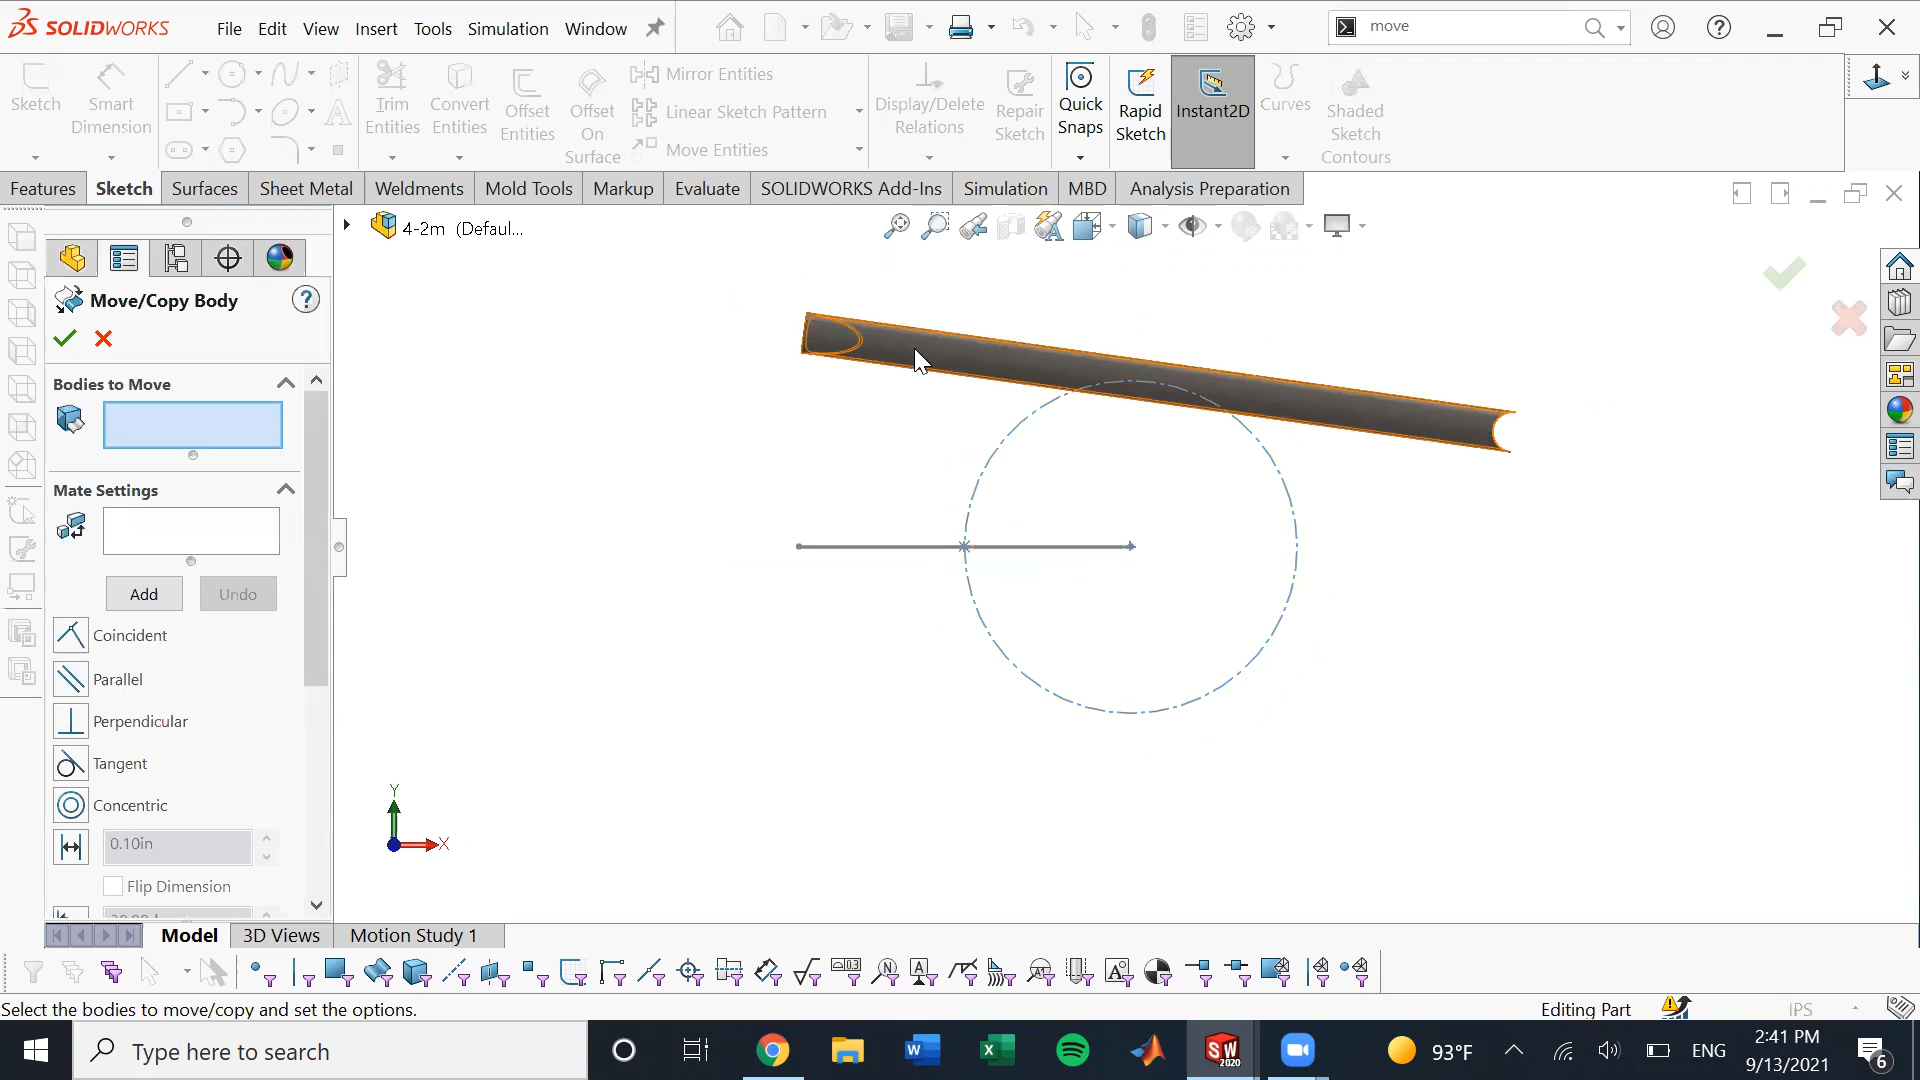 SOLIDWORKS File Edit View Insert Tools Simulation Window move
Sketch Smart Dimension Trim Entities Convert Entities Offset Entities Offset On Surface Mirror Entities Linear Sketch Pattern Move Entities Display/Delete Relations Repair Sketch Quick Snaps Rapid Sketch Instant2D Curves Shaded Sketch Contours
Features Sketch Surfaces Sheet Metal Weldments Mold Tools Markup Evaluate SOLIDWORKS Add-Ins Simulation MBD Analysis Preparation
4-2m (Defaul...
Move/Copy Body
Bodies to Move
Mate Settings
Add Undo
Coincident
Parallel
Perpendicular
Tangent
Concentric
0.10in
Flip Dimension
Y
X
Model 3D Views Motion Study 1
Select the bodies to move/copy and set the options. Editing Part IPS
Type here to search 93°F ENG 2:41 PM
9/13/2021 6